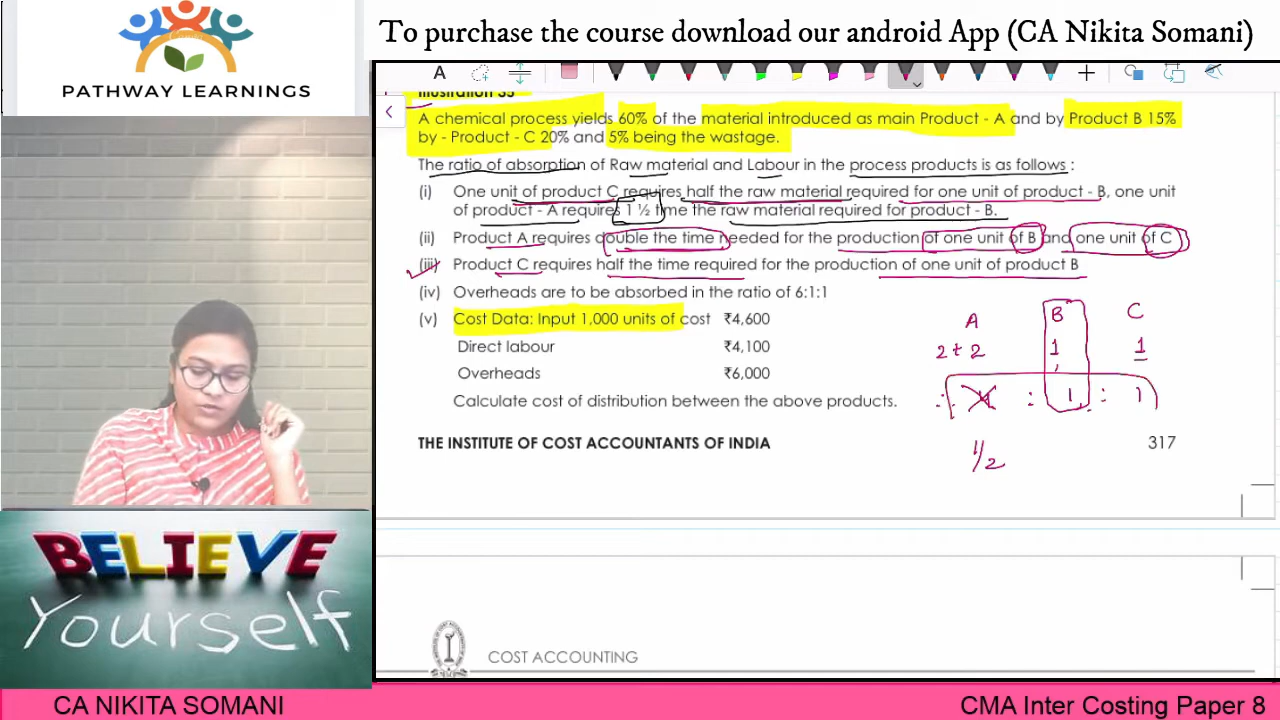 To purchase the course download our android App (CA Nikita Somani)
PATHWAY LEARNINGS
A
Illustration 35
A chemical process yields 60% of the material introduced as main Product - A and by Product B 15%
by - Product - C 20% and 5% being the wastage.
The ratio of absorption of Raw material and Labour in the process products is as follows :
(i) One unit of product C requires half the raw material required for one unit of product - B, one unit
of product - A requires 1 ½ time the raw material required for product - B.
(ii) Product A requires double the time needed for the production of one unit of B and one unit of C
(iii) Product C requires half the time required for the production of one unit of product B
(iv) Overheads are to be absorbed in the ratio of 6:1:1
(v) Cost Data: Input 1,000 units of cost ₹4,600
Direct labour ₹4,100
Overheads ₹6,000
Calculate cost of distribution between the above products.
A B C
2+2 1 1
: 1 : 1
1/2
THE INSTITUTE OF COST ACCOUNTANTS OF INDIA 317
COST ACCOUNTING
BELIEVE
Yourself
CA NIKITA SOMANI
CMA Inter Costing Paper 8